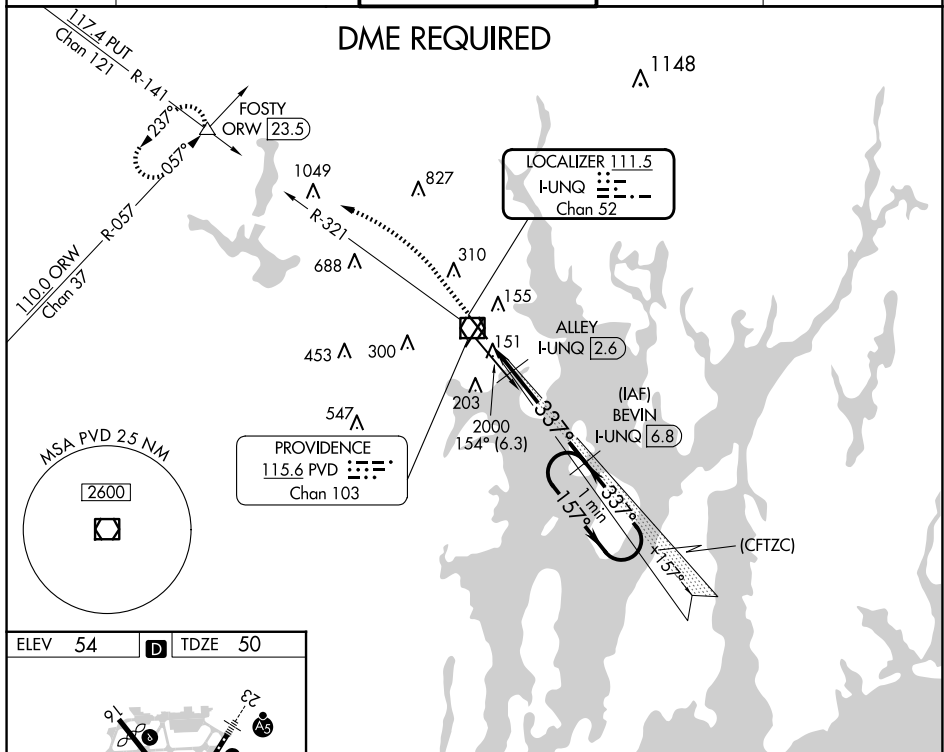 DME REQUIRED
117.4 PUT
Chan 121
R-141
1148
237°
057°
FOSTY
ORW 23.5
LOCALIZER 111.5
I-UNQ
Chan 52
1049
827
R-321
R-057
110.0 ORW
Chan 37
688
310
155
151
ALLEY
I-UNQ 2.6
453
300
203
2000
154° (6.3)
337°
(IAF)
BEVIN
I-UNQ 6.8
547
PROVIDENCE
115.6 PVD
Chan 103
MSA PVD 25 NM
2600
1 min
157°
337°
(CFTZC)
157°
ELEV 54
D
TDZE 50
16
23
P
A5